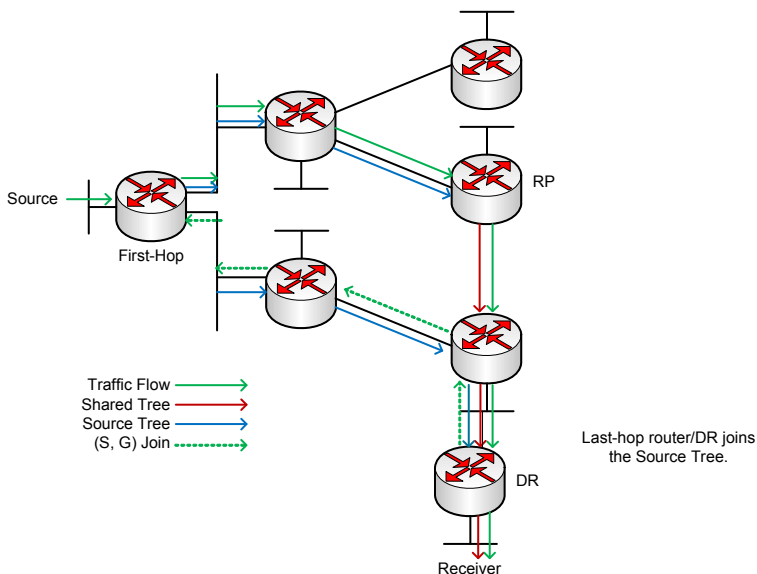 RP
Source
First-Hop
Traffic Flow
Shared Tree
Source Tree
(S, G) Join
Last-hop router/DR joins
the Source Tree.
DR
Receiver